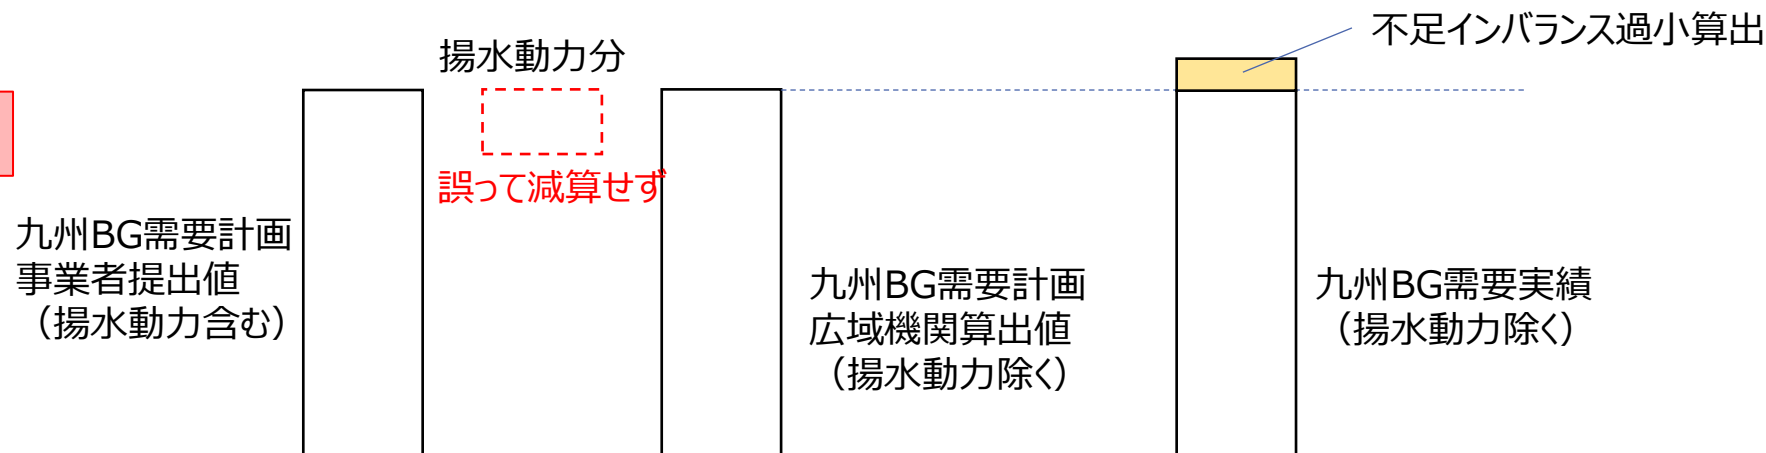 不足インバランス過小算出
揚水動力分
誤って減算せず
九州BG需要計画
事業者提出値
（揚水動力含む）
九州BG需要計画
広域機関算出値
（揚水動力除く）
九州BG需要実績
（揚水動力除く）